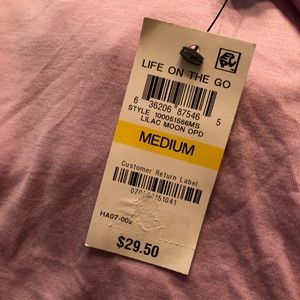 LIFE ON THE GO
6 36206 87546 5
STYLE 100051566MS
LILAC MOON OPD
MEDIUM
Customer Return Label
HA07-002
$29.50